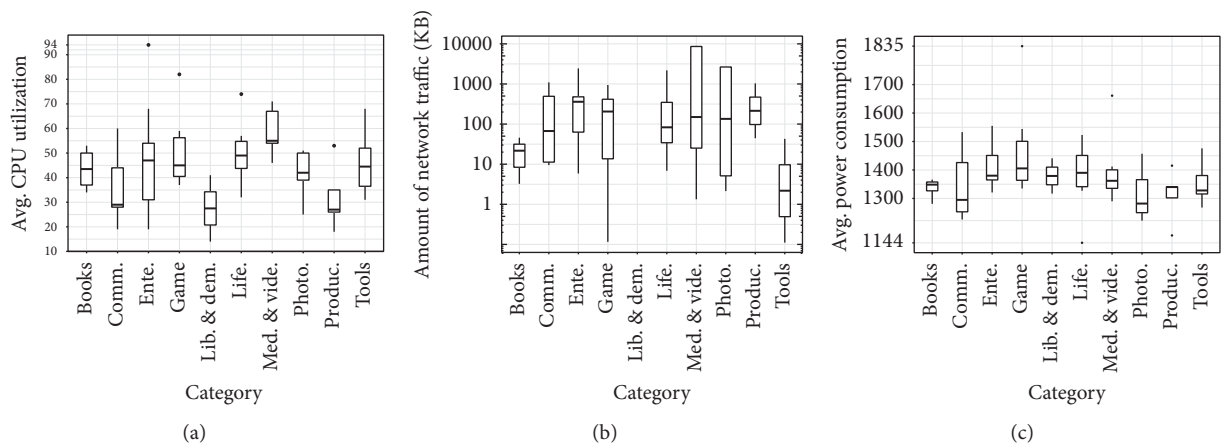 Avg. CPU utilization
94
90
80
70
60
50
40
30
20
10
Books
Comm.
Ente.
Game
Lib. & dem.
Life.
Med. & vide.
Photo.
Produc.
Tools
Category
(a)
Amount of network traffic (KB)
10000
1000
100
10
1
Books
Comm.
Ente.
Game
Lib. & dem.
Life.
Med. & vide.
Photo.
Produc.
Tools
Category
(b)
Avg. power consumption
1835
1700
1600
1500
1400
1300
1144
Books
Comm.
Ente.
Game
Lib. & dem.
Life.
Med. & vide.
Photo.
Produc.
Tools
Category
(c)